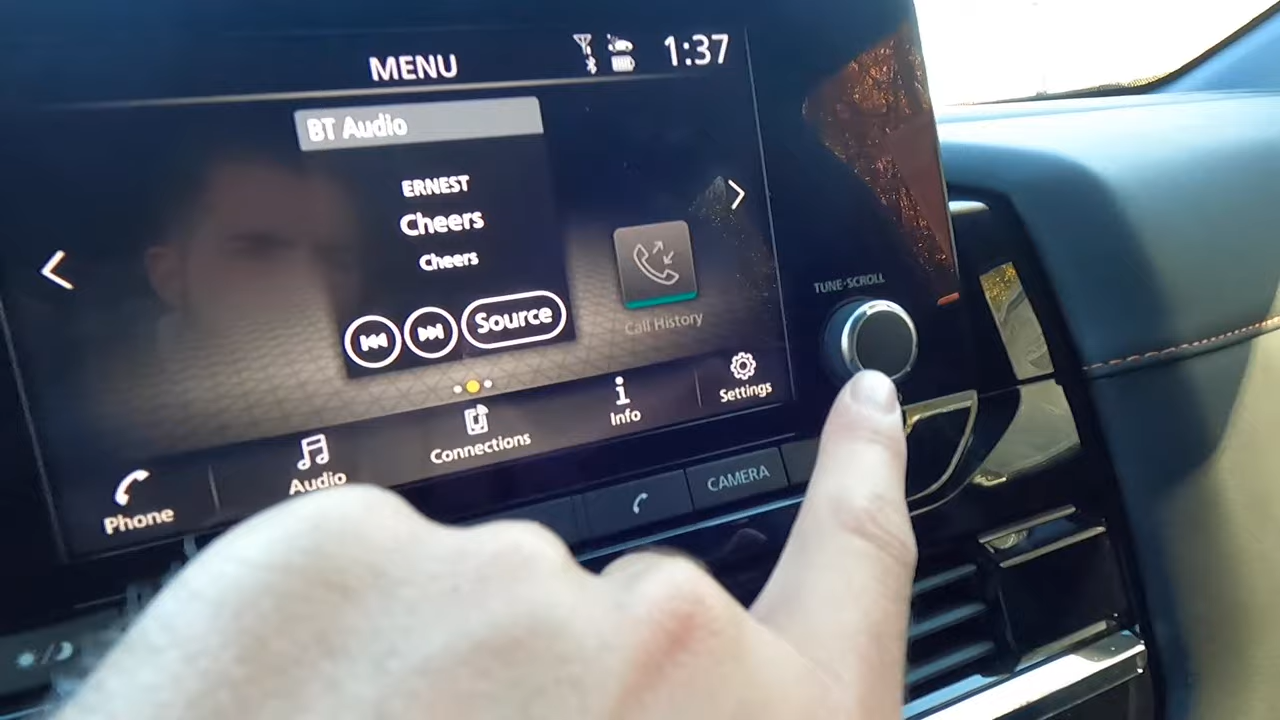 MENU
1:37
BT Audio
ERNEST
Cheers
Cheers
Source
Call History
TUNE•SCROLL
Settings
Info
Connections
Audio
Phone
CAMERA